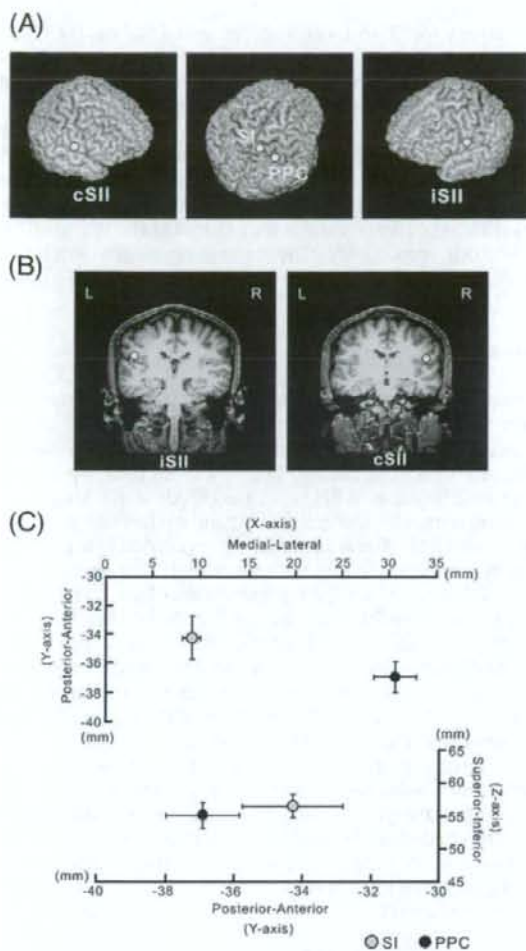 (A)
cSII
SI
PPC
iSII
(B)
L R
iSII
L R
cSII
(C)
(X-axis)
Medial-Lateral
0 5 10 15 20 25 30 35 (mm)
(Y-axis)
Posterior-Anterior
-30
-32
-34
-36
-38
-40
(mm)
(mm)
65
60
55
50
45
Superior-Inferior
(Z-axis)
(mm)
-40 -38 -36 -34 -32 -30
Posterior-Anterior
(Y-axis)
SI PPC